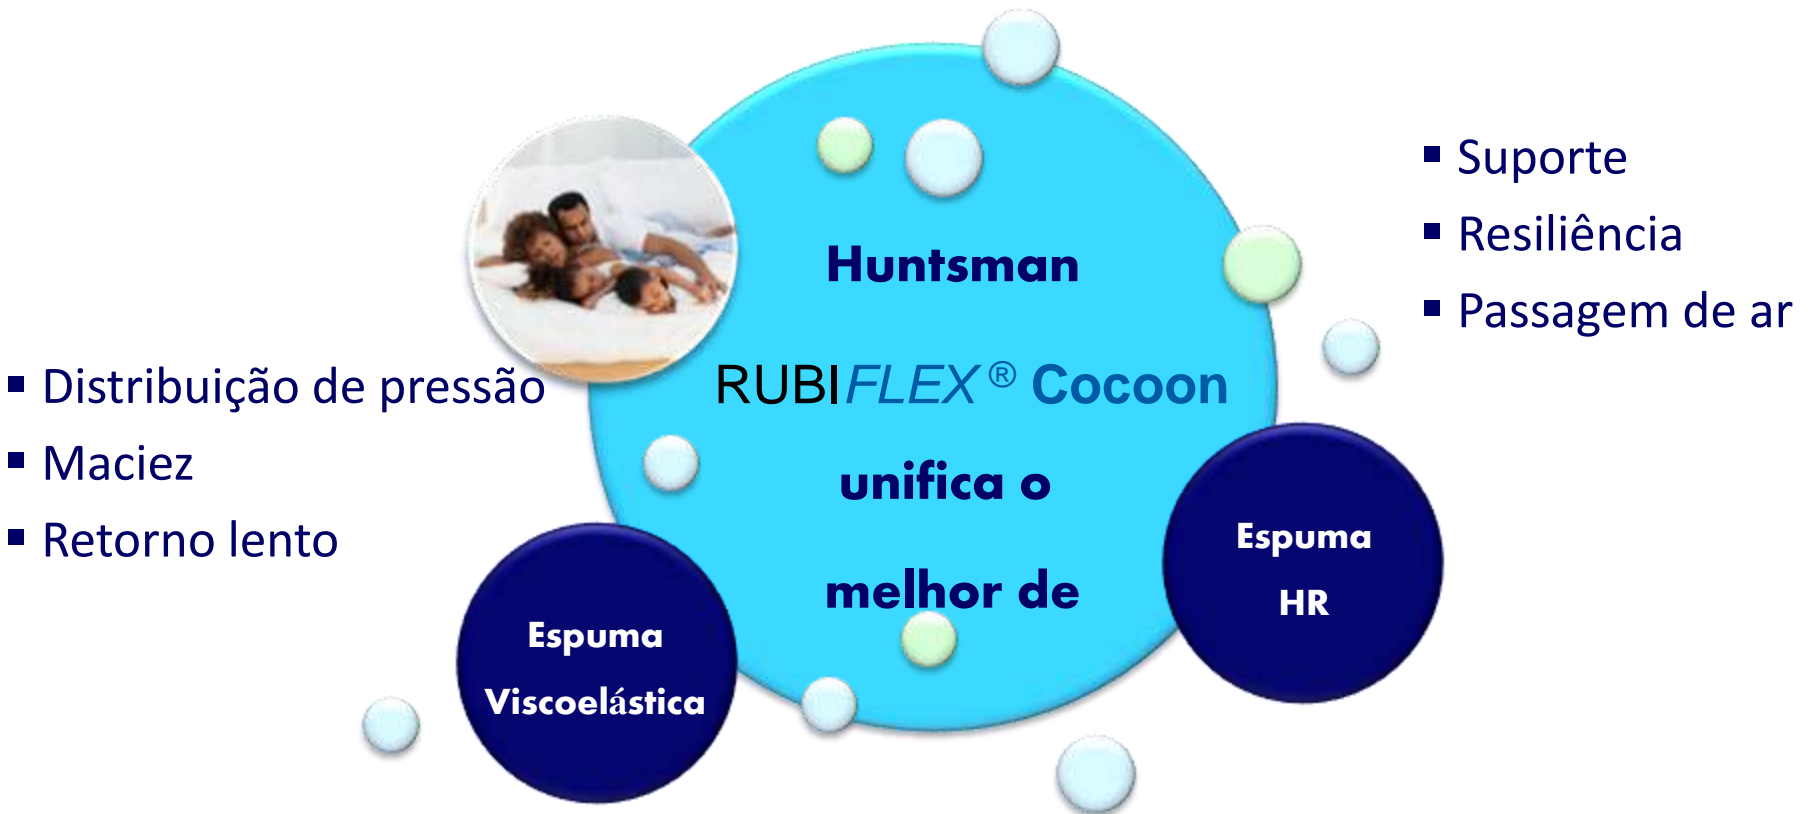 Huntsman
RUBIFLEX® Cocoon
unifica o
melhor de
▪ Distribuição de pressão
▪ Maciez
▪ Retorno lento
Espuma
Viscoelástica
▪ Suporte
▪ Resiliência
▪ Passagem de ar
Espuma
HR